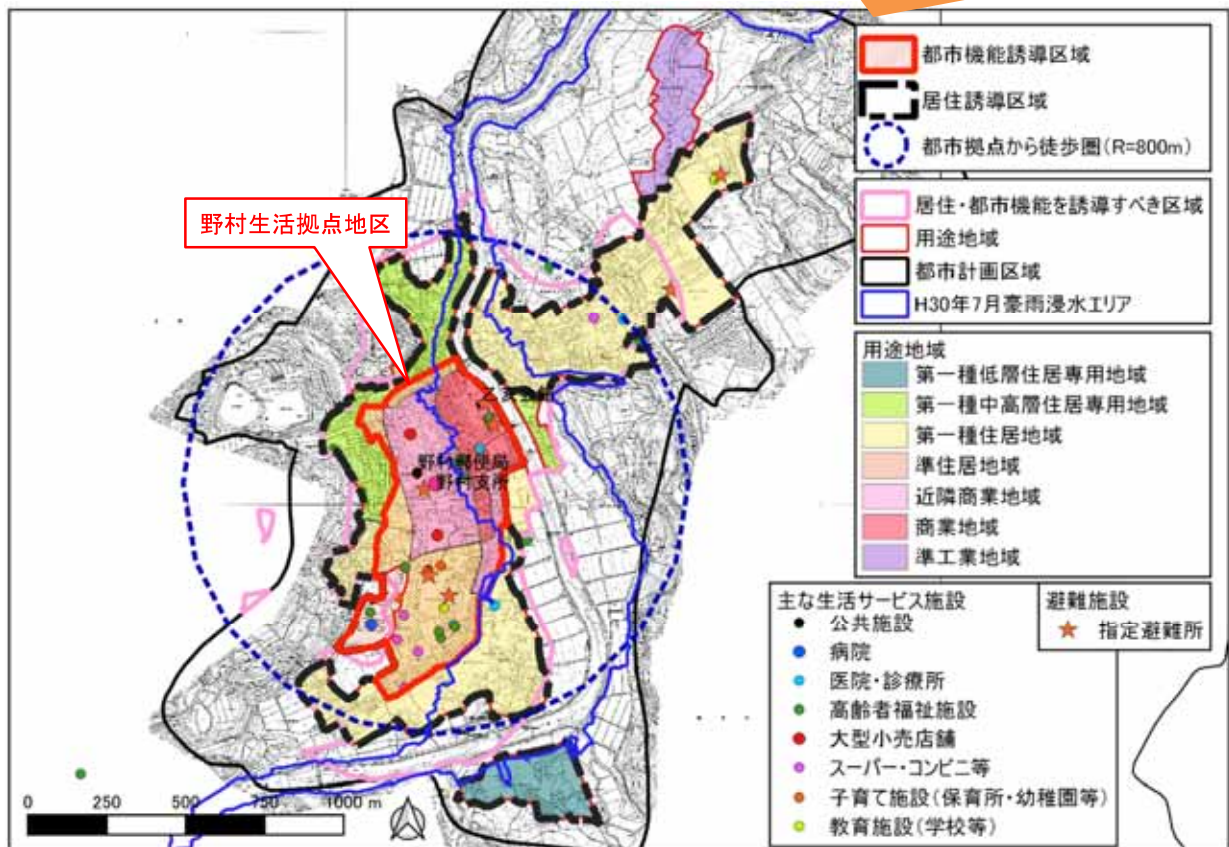 都市機能誘導区域
居住誘導区域
都市拠点から徒歩圏(R=800m)
野村生活拠点地区
居住・都市機能を誘導すべき区域
用途地域
都市計画区域
H30年7月豪雨浸水エリア
用途地域
第一種低層住居専用地域
第一種中高層住居専用地域
第一種住居地域
準住居地域
近隣商業地域
商業地域
準工業地域
野村郵便局
野村支所
主な生活サービス施設
公共施設
病院
医院・診療所
高齢者福祉施設
大型小売店舗
スーパー・コンビニ等
子育て施設(保育所・幼稚園等)
教育施設(学校等)
避難施設
指定避難所
0 250 500 750 1000 m